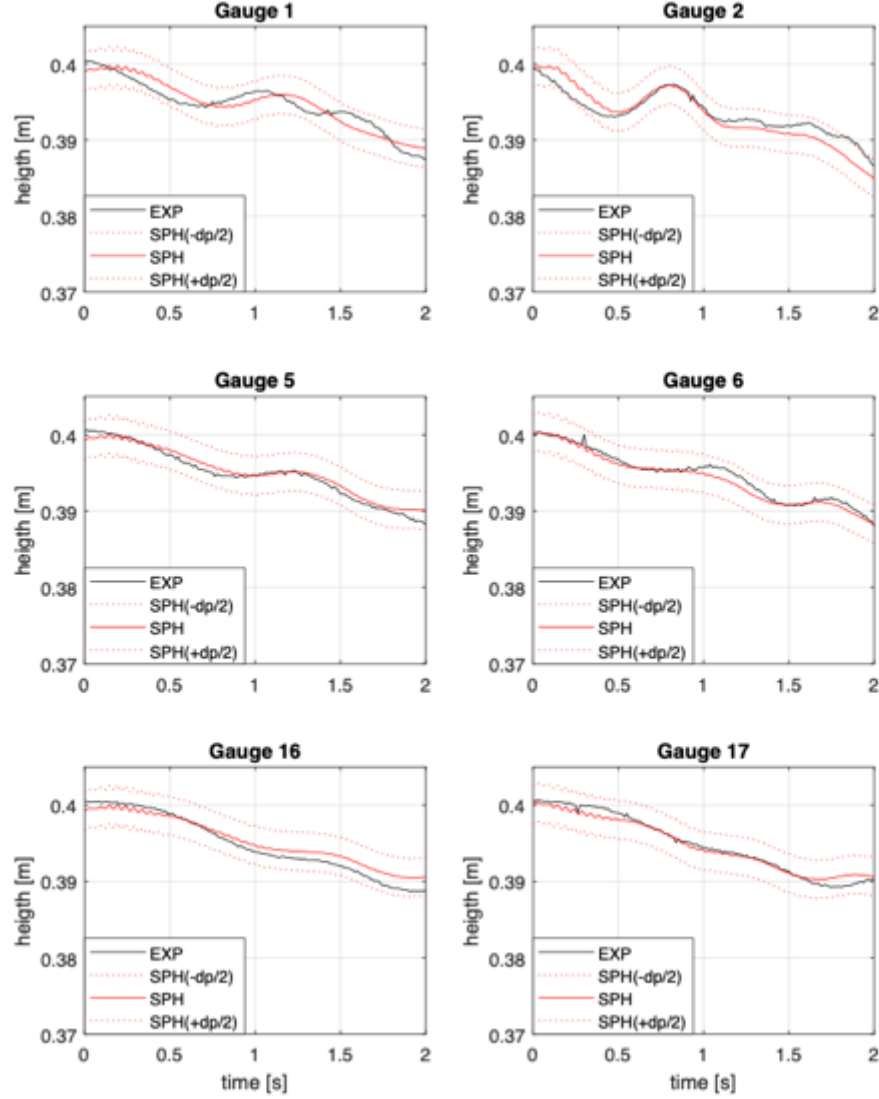 Gauge 1
Gauge 2
0.4
0.39
0.38
0.37
heigth [m]
EXP
SPH(-dp/2)
SPH
SPH(+dp/2)
0 0.5 1 1.5 2
0.4
0.39
0.38
0.37
heigth [m]
EXP
SPH(-dp/2)
SPH
SPH(+dp/2)
0 0.5 1 1.5 2
Gauge 5
Gauge 6
0.4
0.39
0.38
0.37
heigth [m]
EXP
SPH(-dp/2)
SPH
SPH(+dp/2)
0 0.5 1 1.5 2
0.4
0.39
0.38
0.37
heigth [m]
EXP
SPH(-dp/2)
SPH
SPH(+dp/2)
0 0.5 1 1.5 2
Gauge 16
Gauge 17
0.4
0.39
0.38
0.37
heigth [m]
EXP
SPH(-dp/2)
SPH
SPH(+dp/2)
0 0.5 1 1.5 2
time [s]
0.4
0.39
0.38
0.37
heigth [m]
EXP
SPH(-dp/2)
SPH
SPH(+dp/2)
0 0.5 1 1.5 2
time [s]